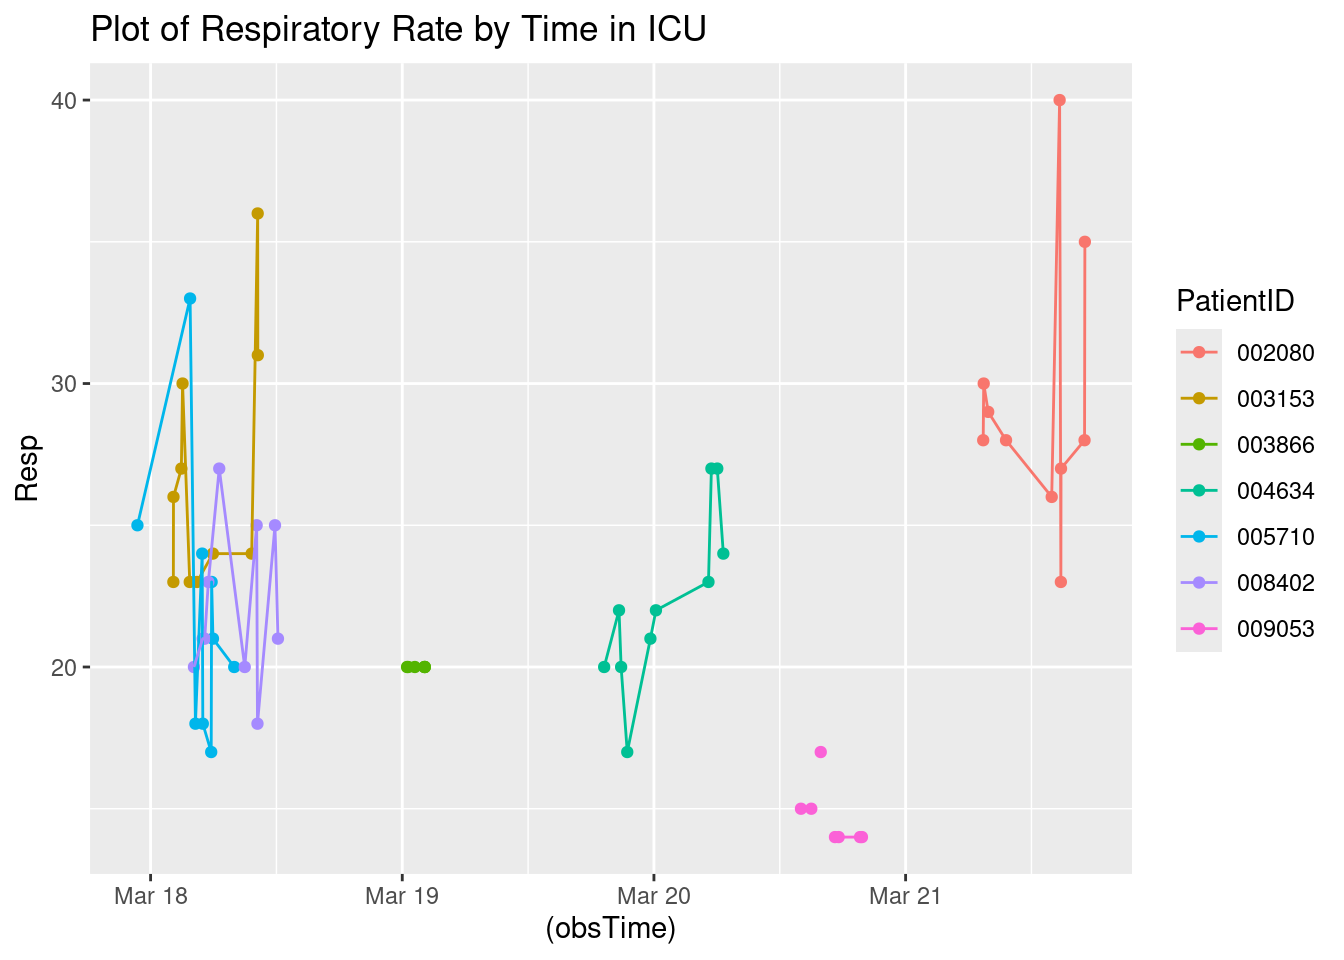 Plot of Respiratory Rate by Time in ICU
40
30
20
Resp
Mar 18
Mar 19
Mar 20
Mar 21
(obsTime)
PatientID
002080
003153
003866
004634
005710
008402
009053